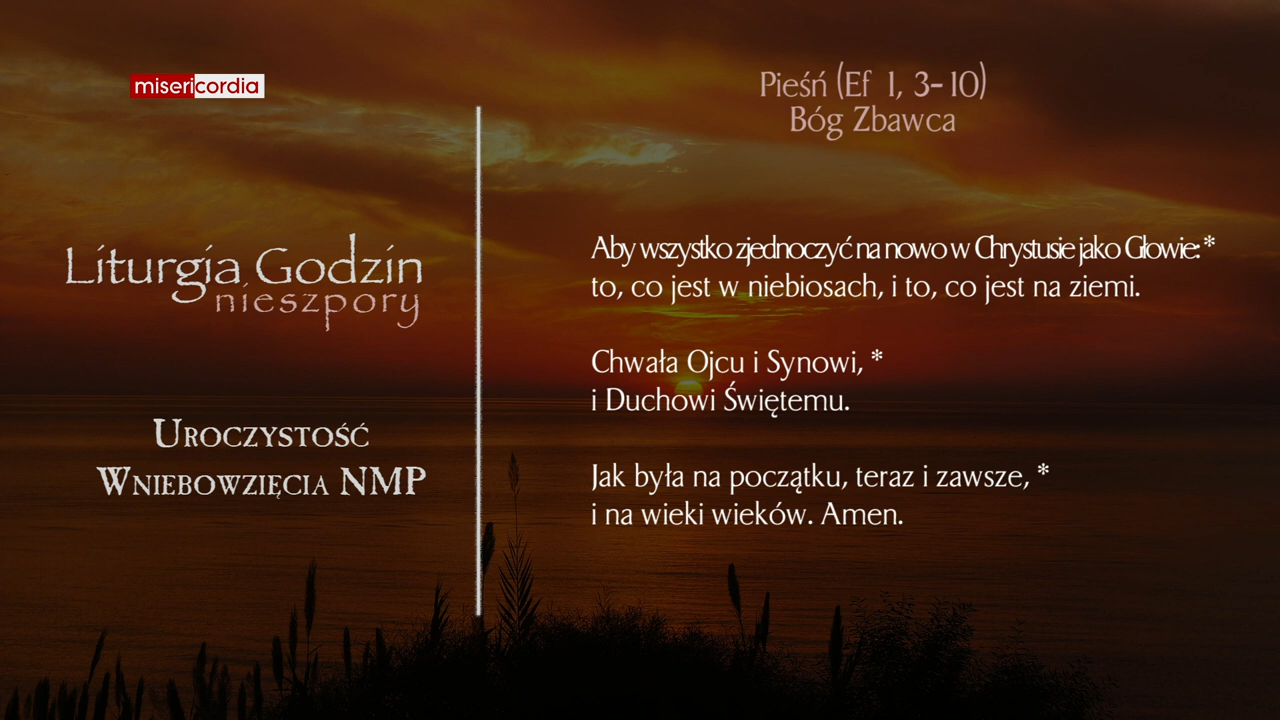 misericordia
Liturgia Godzin
nieszpory
Uroczystość
Wniebowzięcia NMP
Pieśń (Ef 1, 3-10)
Bóg Zbawca
Aby wszystko zjednoczyć na nowo w Chrystusie jako Głowie: *
to, co jest w niebiosach, i to, co jest na ziemi.
Chwała Ojcu i Synowi, *
i Duchowi Świętemu.
Jak była na początku, teraz i zawsze, *
i na wieki wieków. Amen.